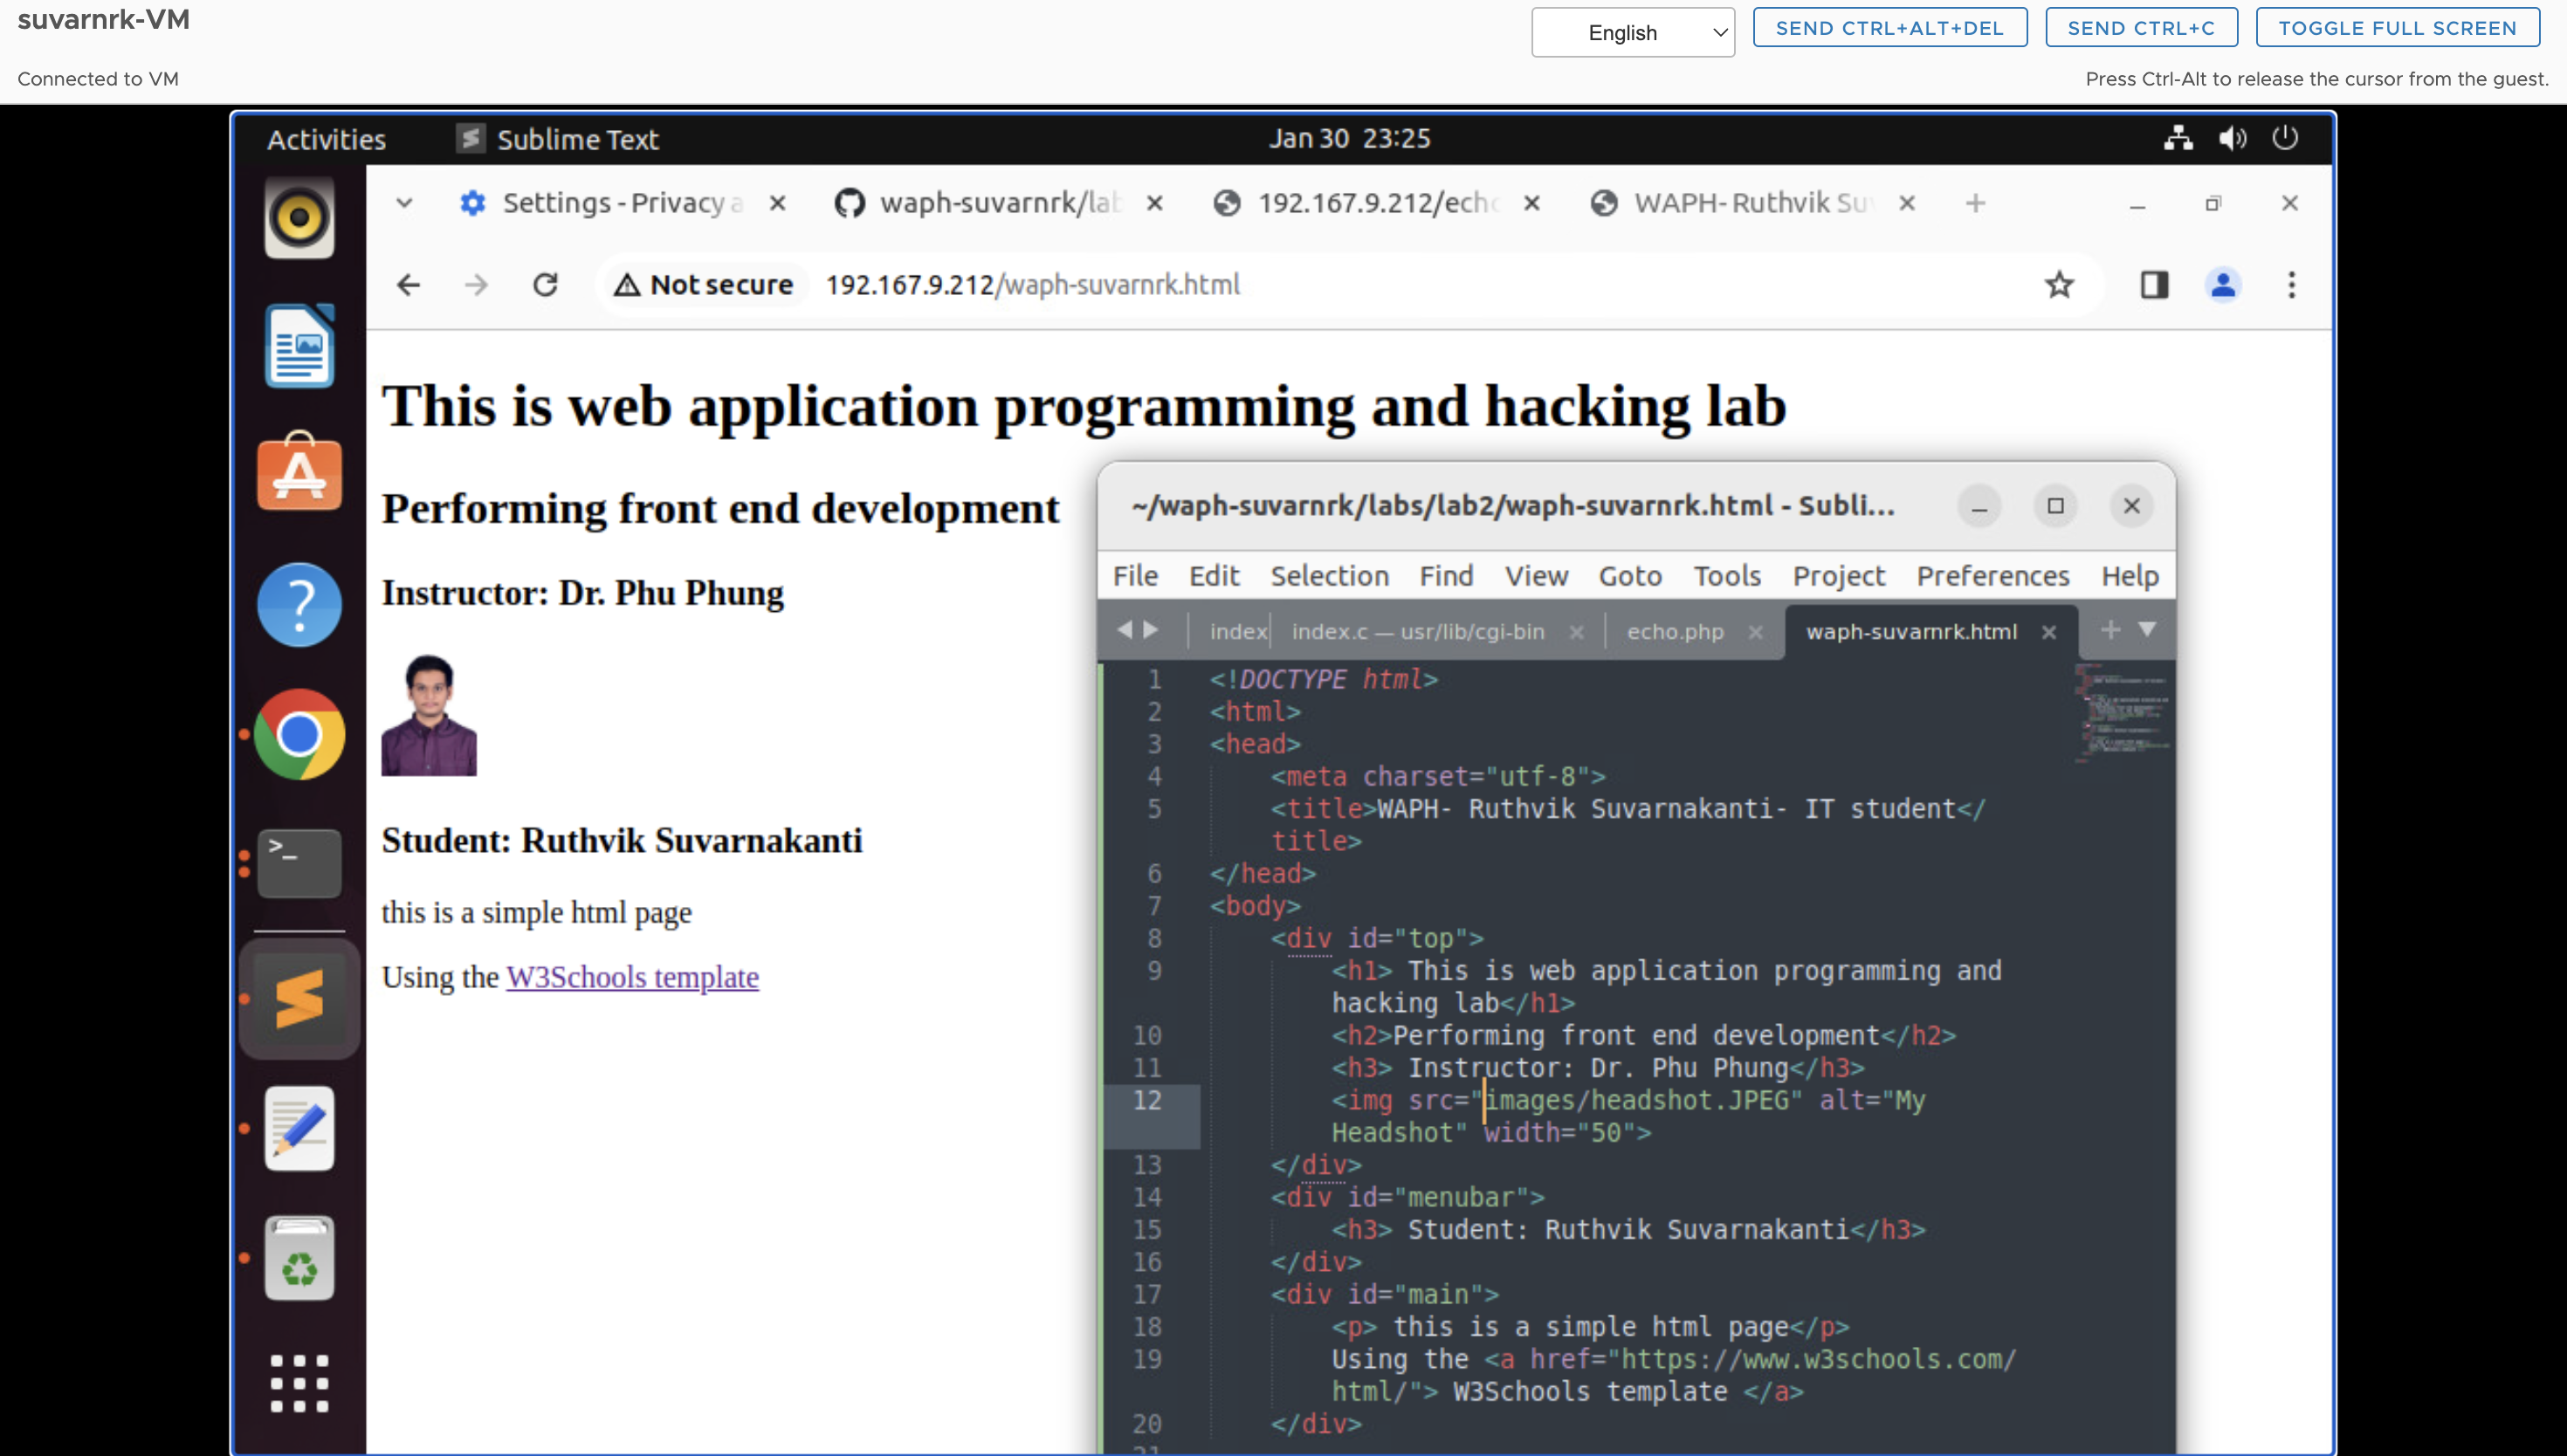 suvarnrk-VM
English
SEND CTRL+ALT+DEL
SEND CTRL+C
TOGGLE FULL SCREEN
Connected to VM
Press Ctrl-Alt to release the cursor from the guest.
Activities
Sublime Text
Jan 30 23:25
Settings - Privacy a
waph-suvarnrk/lab
192.167.9.212/echo
WAPH- Ruthvik Suv
Not secure
192.167.9.212/waph-suvarnrk.html
This is web application programming and hacking lab
Performing front end development
Instructor: Dr. Phu Phung
Student: Ruthvik Suvarnakanti
this is a simple html page
Using the W3Schools template
~/waph-suvarnrk/labs/lab2/waph-suvarnrk.html - Subli...
File Edit Selection Find View Goto Tools Project Preferences Help
index
index.c — usr/lib/cgi-bin
echo.php
waph-suvarnrk.html
1 <!DOCTYPE html>
2 <html>
3 <head>
4 <meta charset="utf-8">
5 <title>WAPH- Ruthvik Suvarnakanti- IT student</
title>
6 </head>
7 <body>
8 <div id="top">
9 <h1> This is web application programming and
hacking lab</h1>
10 <h2>Performing front end development</h2>
11 <h3> Instructor: Dr. Phu Phung</h3>
12 <img src="images/headshot.JPEG" alt="My
Headshot" width="50">
13 </div>
14 <div id="menubar">
15 <h3> Student: Ruthvik Suvarnakanti</h3>
16 </div>
17 <div id="main">
18 <p> this is a simple html page</p>
19 Using the <a href="https://www.w3schools.com/
html/"> W3Schools template </a>
20 </div>